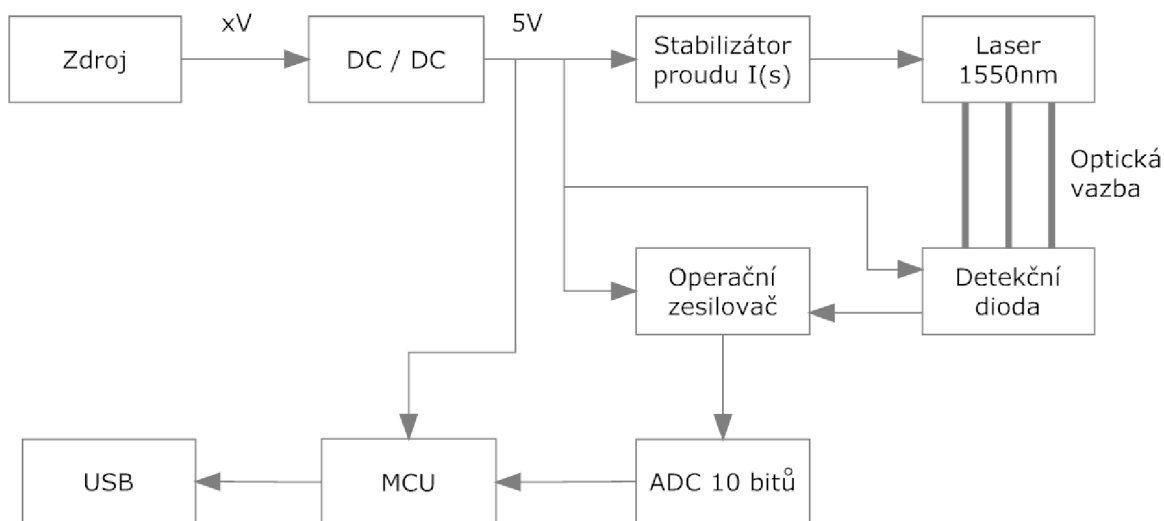 xV
5V
Zdroj
DC / DC
Stabilizátor
proudu I(s)
Laser
1550nm
Optická
vazba
Operační
zesilovač
Detekční
dioda
USB
MCU
ADC 10 bitů